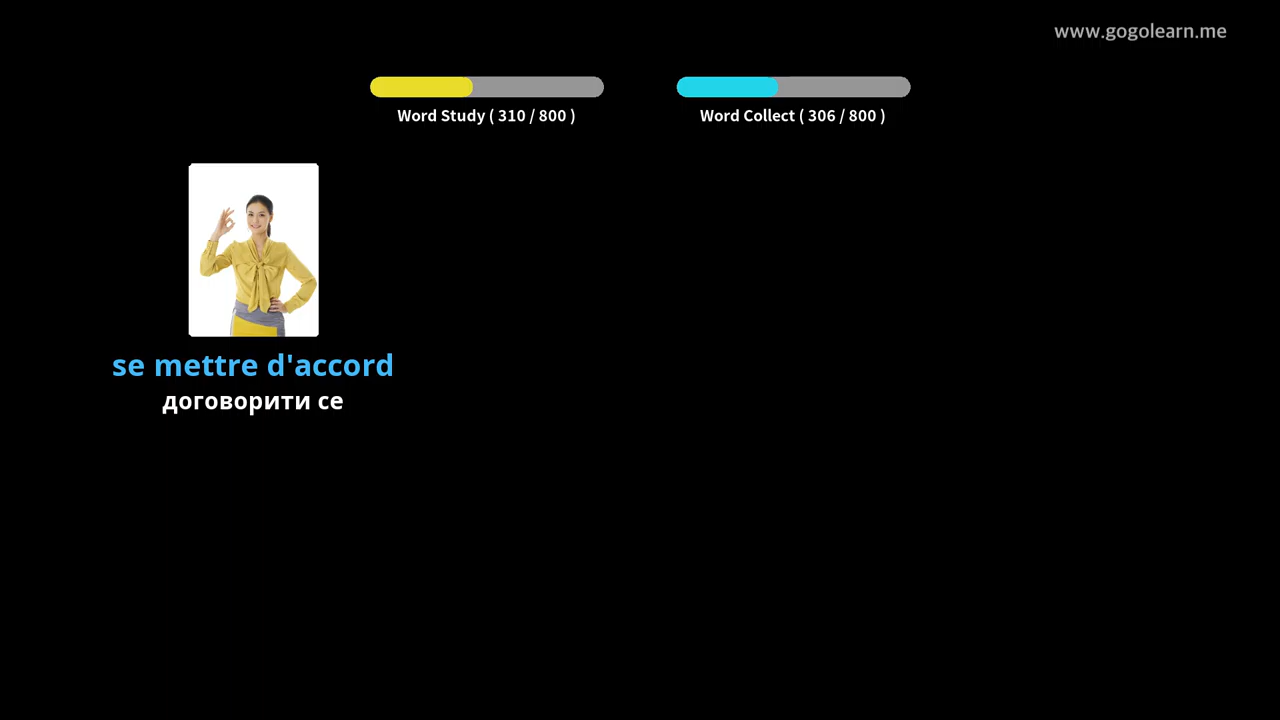 www.gogolearn.me
Word Study ( 310 / 800 )
Word Collect ( 306 / 800 )
se mettre d'accord
договорити се